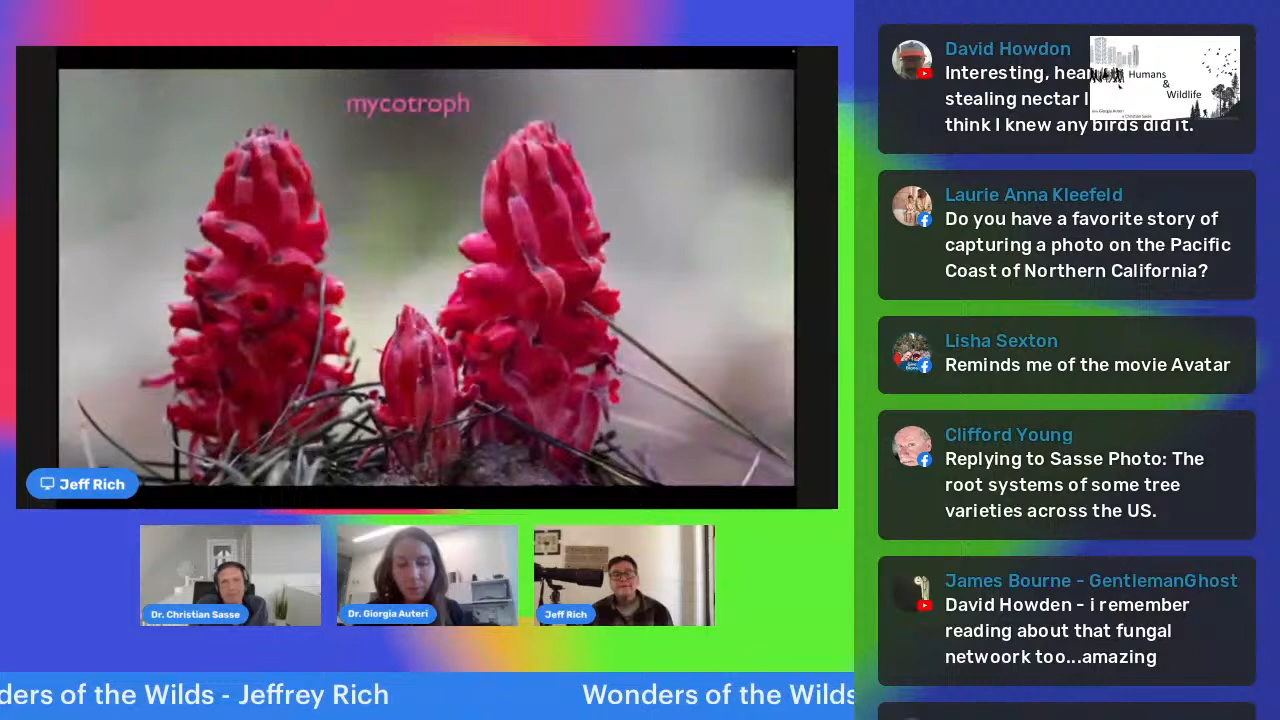 mycotroph
Jeff Rich
Dr. Christian Sasse
Dr. Giorgia Auteri
Jeff Rich
ders of the Wilds - Jeffrey Rich
Wonders of the Wilds
David Howdon
Interesting, hear
stealing nectar
think I knew any birds did it.
Humans
&
Wildlife
Laurie Anna Kleefeld
Do you have a favorite story of
capturing a photo on the Pacific
Coast of Northern California?
Lisha Sexton
Reminds me of the movie Avatar
Clifford Young
Replying to Sasse Photo: The
root systems of some tree
varieties across the US.
James Bourne - GentlemanGhost
David Howden - i remember
reading about that fungal
netwoork too...amazing